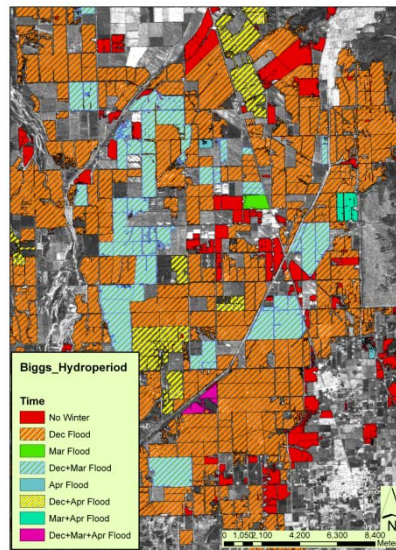 Biggs_Hydroperiod
Time
No Winter
Dec Flood
Mar Flood
Dec+Mar Flood
Apr Flood
Dec+Apr Flood
Mar+Apr Flood
Dec+Mar+Apr Flood
N
0 1,050 2,100 4,200 6,300 8,400
Mete